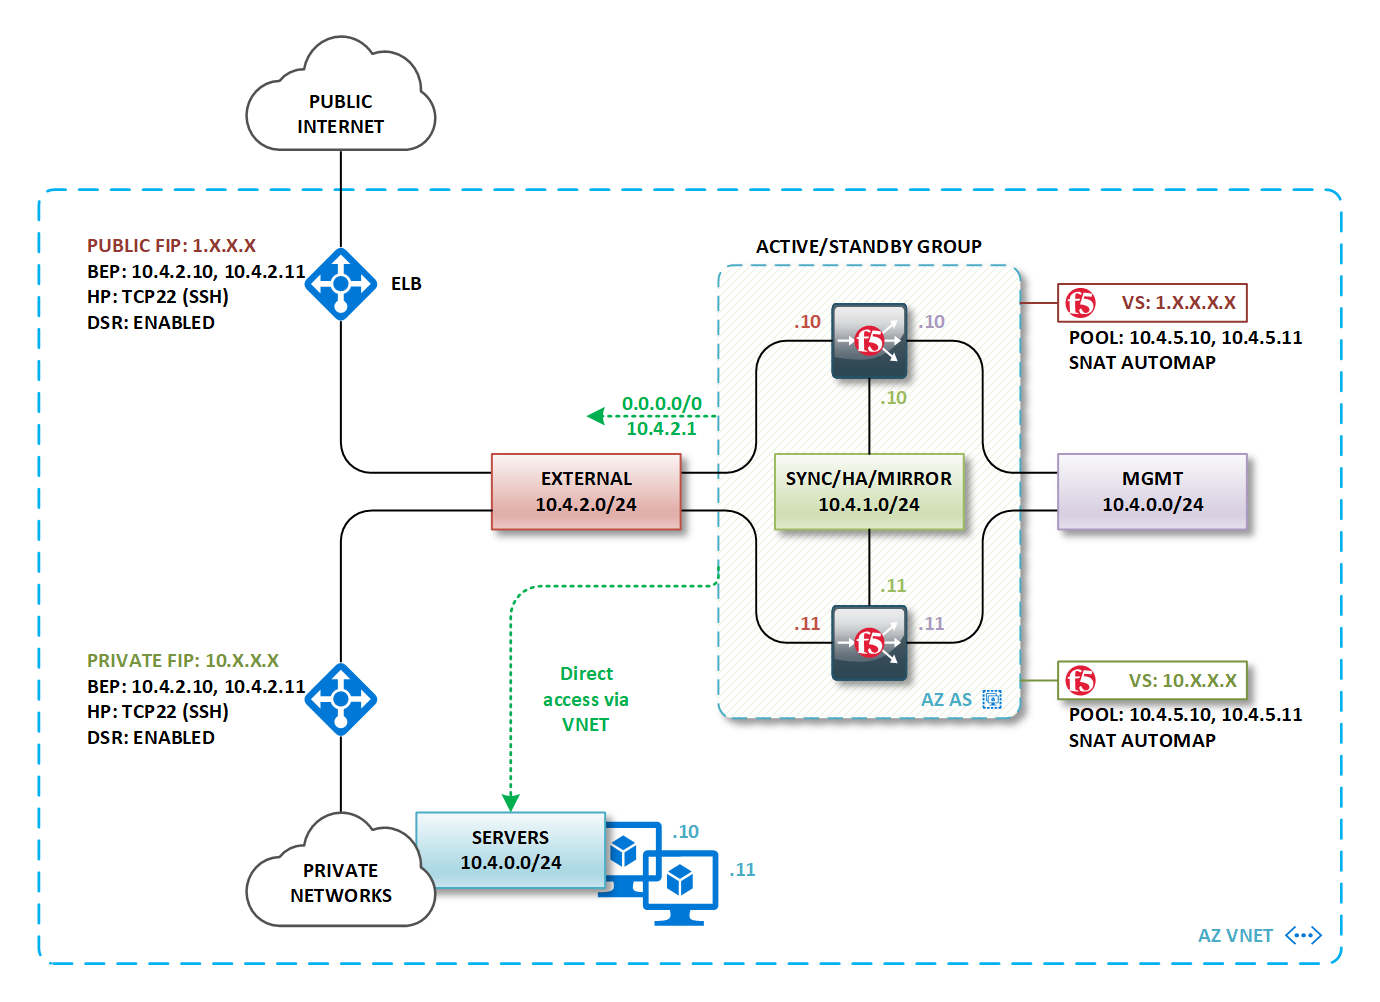 PUBLIC
INTERNET
PUBLIC FIP: 1.X.X.X
BEP: 10.4.2.10, 10.4.2.11
HP: TCP22 (SSH)
DSR: ENABLED
ELB
ACTIVE/STANDBY GROUP
.10
f5
.10
.10
f5
VS: 1.X.X.X.X
POOL: 10.4.5.10, 10.4.5.11
SNAT AUTOMAP
0.0.0.0/0
10.4.2.1
EXTERNAL
10.4.2.0/24
SYNC/HA/MIRROR
10.4.1.0/24
MGMT
10.4.0.0/24
.11
.11
f5
.11
AZ AS
PRIVATE FIP: 10.X.X.X
BEP: 10.4.2.10, 10.4.2.11
HP: TCP22 (SSH)
DSR: ENABLED
Direct
access via
VNET
f5
VS: 10.X.X.X
POOL: 10.4.5.10, 10.4.5.11
SNAT AUTOMAP
PRIVATE
NETWORKS
SERVERS
10.4.0.0/24
.10
.11
AZ VNET